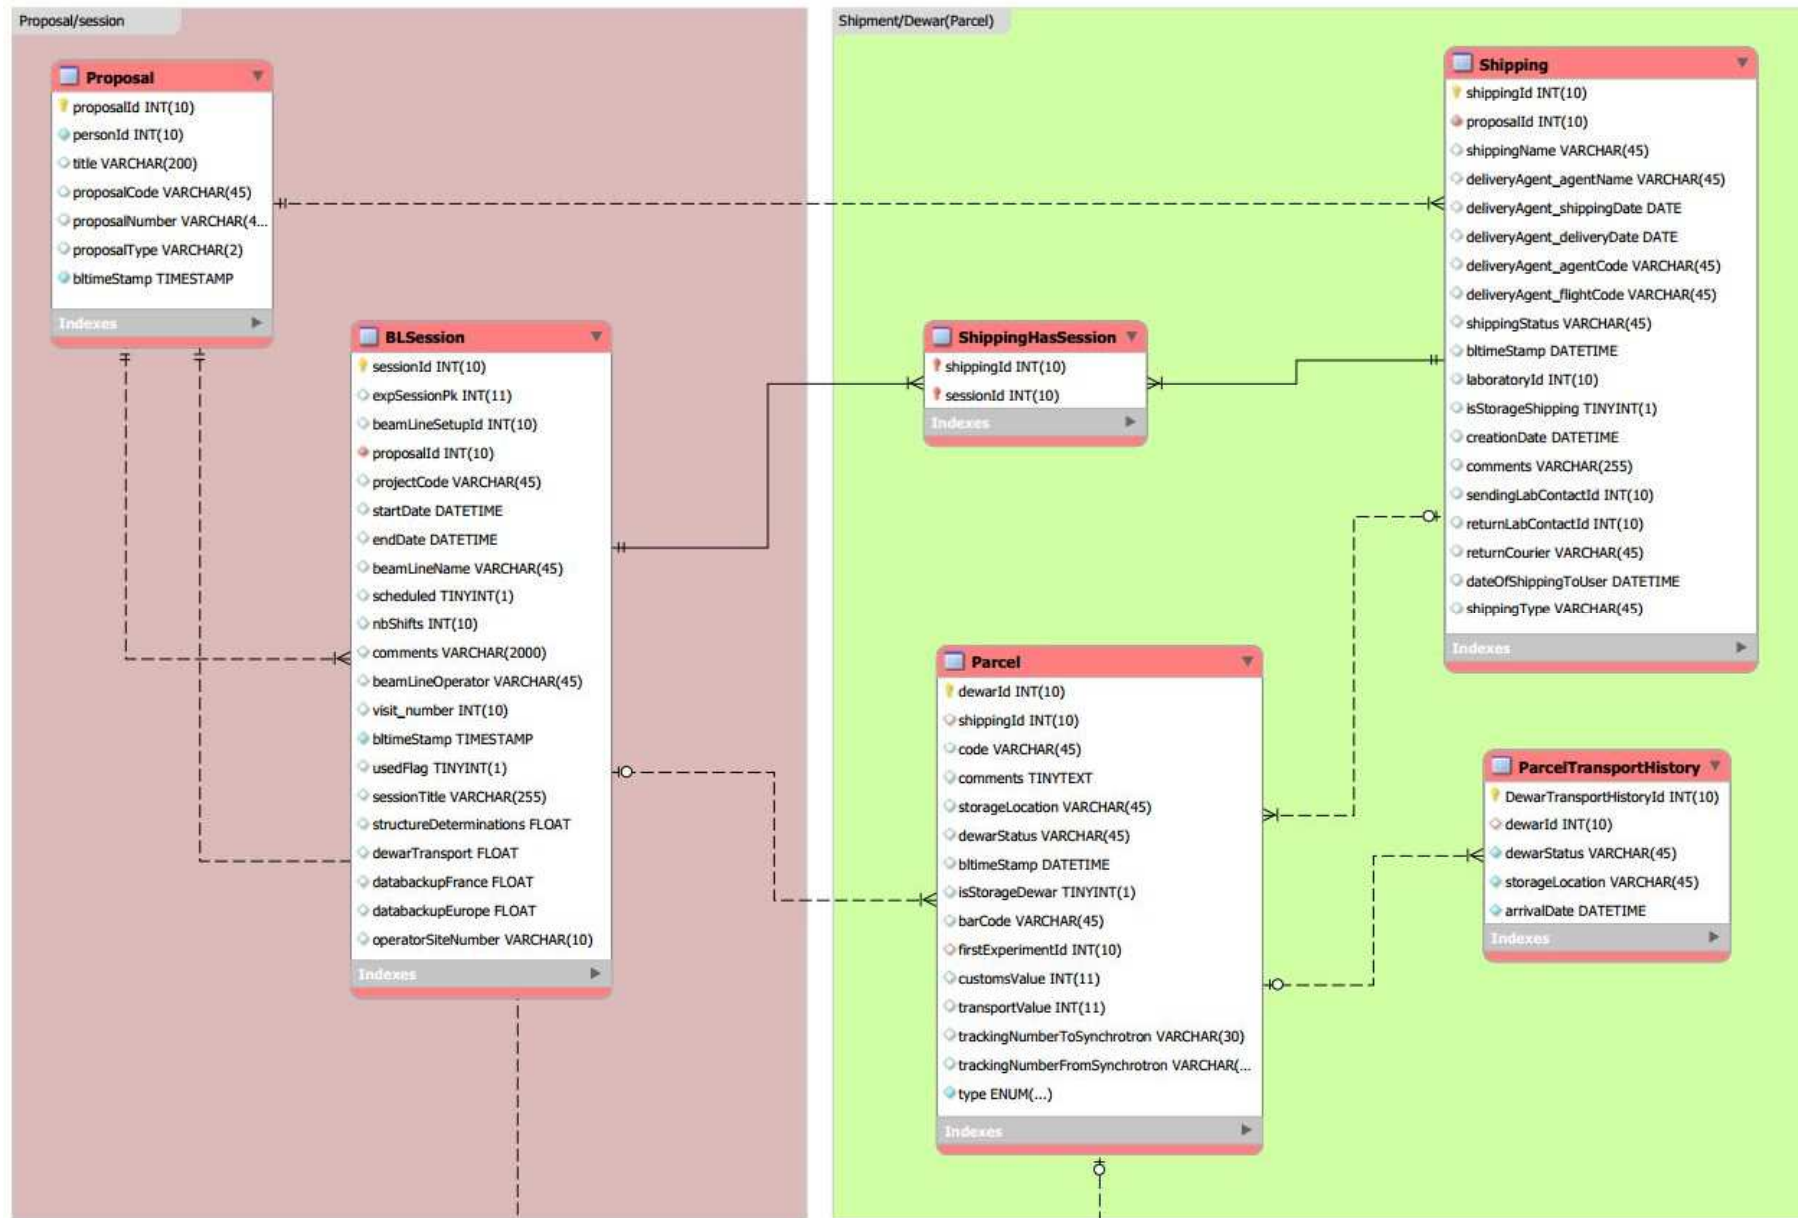 Proposal/session
Proposal
proposalId INT(10)
personId INT(10)
title VARCHAR(200)
proposalCode VARCHAR(45)
proposalNumber VARCHAR(4...
proposalType VARCHAR(2)
bltimeStamp TIMESTAMP
Indexes
BLSession
sessionId INT(10)
expSessionPk INT(11)
beamLineSetupId INT(10)
proposalId INT(10)
projectCode VARCHAR(45)
startDate DATETIME
endDate DATETIME
beamLineName VARCHAR(45)
scheduled TINYINT(1)
nbShifts INT(10)
comments VARCHAR(2000)
beamLineOperator VARCHAR(45)
visit_number INT(10)
bltimeStamp TIMESTAMP
usedFlag TINYINT(1)
sessionTitle VARCHAR(255)
structureDeterminations FLOAT
dewarTransport FLOAT
databackupFrance FLOAT
databackupEurope FLOAT
operatorSiteNumber VARCHAR(10)
Indexes
Shipment/Dewar(Parcel)
ShippingHasSession
shippingId INT(10)
sessionId INT(10)
Indexes
Shipping
shippingId INT(10)
proposalId INT(10)
shippingName VARCHAR(45)
deliveryAgent_agentName VARCHAR(45)
deliveryAgent_shippingDate DATE
deliveryAgent_deliveryDate DATE
deliveryAgent_agentCode VARCHAR(45)
deliveryAgent_flightCode VARCHAR(45)
shippingStatus VARCHAR(45)
bltimeStamp DATETIME
laboratoryId INT(10)
isStorageShipping TINYINT(1)
creationDate DATETIME
comments VARCHAR(255)
sendingLabContactId INT(10)
returnLabContactId INT(10)
returnCourier VARCHAR(45)
dateOfShippingToUser DATETIME
shippingType VARCHAR(45)
Indexes
Parcel
dewarId INT(10)
shippingId INT(10)
code VARCHAR(45)
comments TINYTEXT
storageLocation VARCHAR(45)
dewarStatus VARCHAR(45)
bltimeStamp DATETIME
isStorageDewar TINYINT(1)
barCode VARCHAR(45)
firstExperimentId INT(10)
customsValue INT(11)
transportValue INT(11)
trackingNumberToSynchrotron VARCHAR(30)
trackingNumberFromSynchrotron VARCHAR(...
type ENUM(...)
Indexes
ParcelTransportHistory
DewarTransportHistoryId INT(10)
dewarId INT(10)
dewarStatus VARCHAR(45)
storageLocation VARCHAR(45)
arrivalDate DATETIME
Indexes